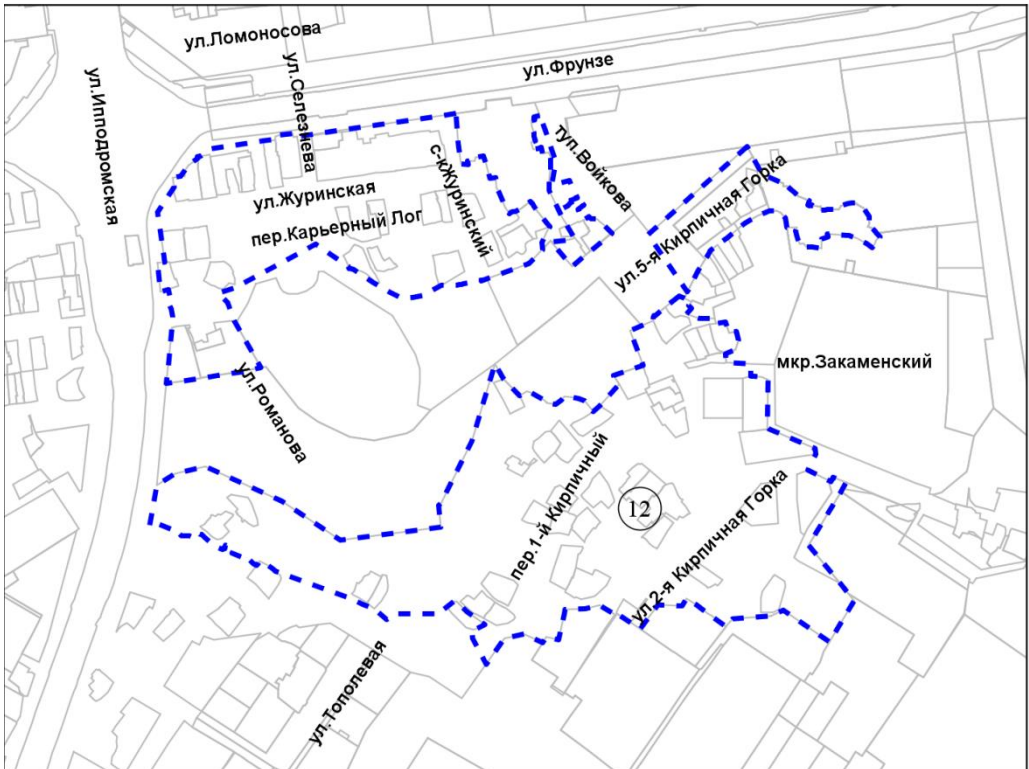 ул.Ломоносова
ул.Фрунзе
ул.Ипподромская
ул.Селезнева
туп.Войкова
с-кЖуринский
ул.Журинская
пер.Карьерный Лог
ул.5-я Кирпичная Горка
мкр.Закаменский
ул.Романова
пер.1-й Кирпичный
12
ул.2-я Кирпичная Горка
ул.Тополевая